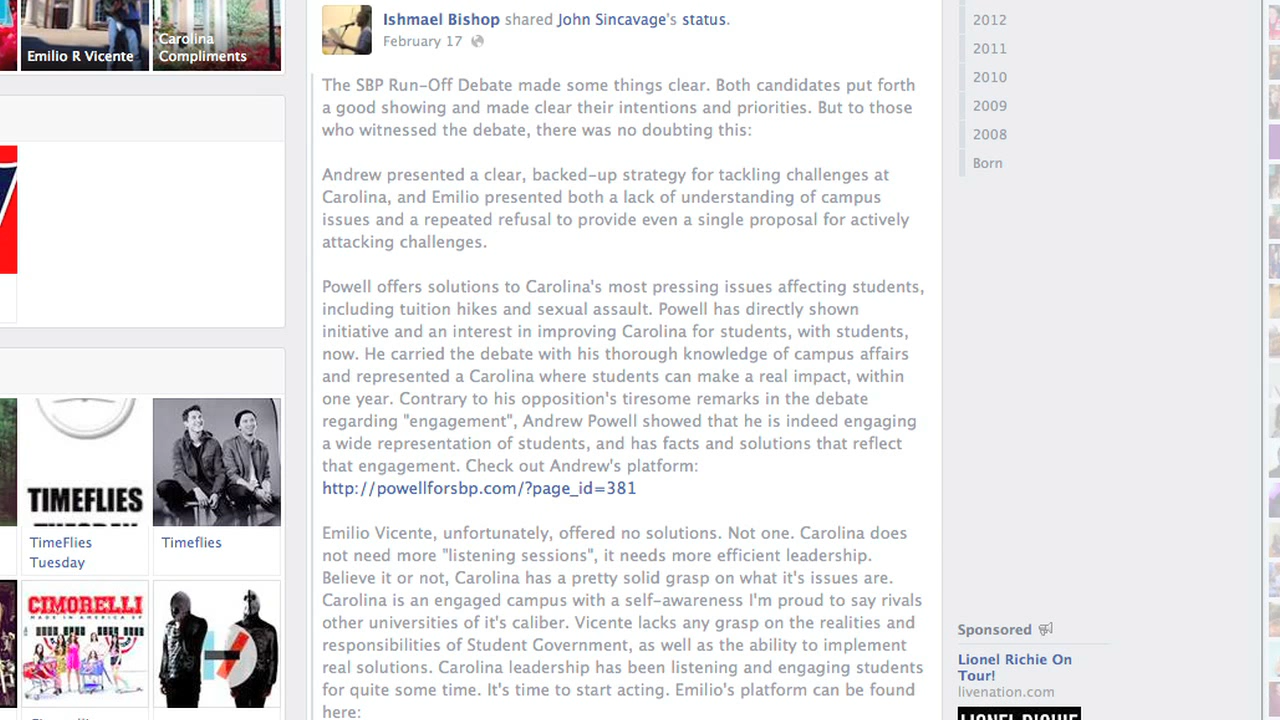 Emilio R Vicente
Carolina
Compliments
TIMEFLIES
TimeFlies
Tuesday
Timeflies
CIMORELLI
MADE IN AMERICA EP
Ishmael Bishop shared John Sincavage's status.
February 17
The SBP Run-Off Debate made some things clear. Both candidates put forth
a good showing and made clear their intentions and priorities. But to those
who witnessed the debate, there was no doubting this:
Andrew presented a clear, backed-up strategy for tackling challenges at
Carolina, and Emilio presented both a lack of understanding of campus
issues and a repeated refusal to provide even a single proposal for actively
attacking challenges.
Powell offers solutions to Carolina's most pressing issues affecting students,
including tuition hikes and sexual assault. Powell has directly shown
initiative and an interest in improving Carolina for students, with students,
now. He carried the debate with his thorough knowledge of campus affairs
and represented a Carolina where students can make a real impact, within
one year. Contrary to his opposition's tiresome remarks in the debate
regarding "engagement", Andrew Powell showed that he is indeed engaging
a wide representation of students, and has facts and solutions that reflect
that engagement. Check out Andrew's platform:
http://powellforsbp.com/?page_id=381
Emilio Vicente, unfortunately, offered no solutions. Not one. Carolina does
not need more "listening sessions", it needs more efficient leadership.
Believe it or not, Carolina has a pretty solid grasp on what it's issues are.
Carolina is an engaged campus with a self-awareness I'm proud to say rivals
other universities of it's caliber. Vicente lacks any grasp on the realities and
responsibilities of Student Government, as well as the ability to implement
real solutions. Carolina leadership has been listening and engaging students
for quite some time. It's time to start acting. Emilio's platform can be found
here:
2012
2011
2010
2009
2008
Born
Sponsored
Lionel Richie On
Tour!
livenation.com
LIONEL RICHIE